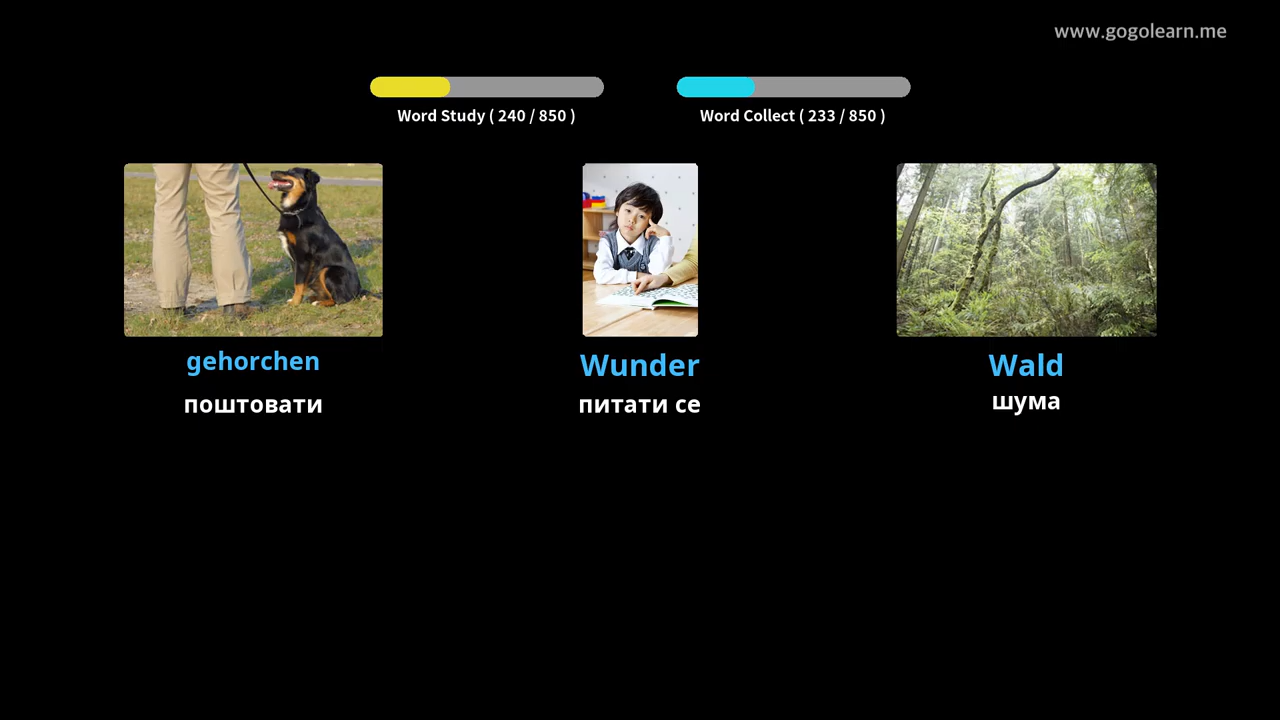 www.gogolearn.me
Word Study ( 240 / 850 )
Word Collect ( 233 / 850 )
gehorchen
Wunder
Wald
поштовати
питати се
шума